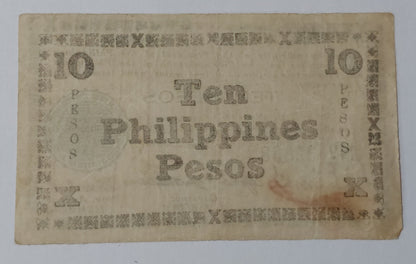 10 10
PESOS PESOS
Ten
Philippines
Pesos
X X